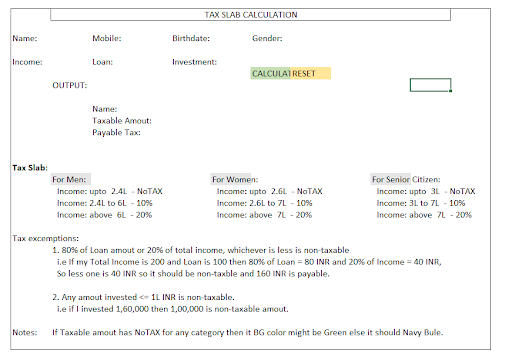 TAX SLAB CALCULATION
Name: Mobile: Birthdate: Gender:
Income: Loan: Investment:
CALCULAT RESET
OUTPUT:
Name:
Taxable Amout:
Payable Tax:
Tax Slab:
For Men: For Women: For Senior Citizen:
Income: upto 2.4L - NoTAX Income: upto 2.6L - NoTAX Income: upto 3L - NoTAX
Income: 2.4L to 6L - 10% Income: 2.6L to 7L - 10% Income: 3L to 7L - 10%
Income: above 6L - 20% Income: above 7L - 20% Income: above 7L - 20%
Tax excemptions:
1. 80% of Loan amout or 20% of total income, whichever is less is non-taxable
i.e If my Total Income is 200 and Loan is 100 then 80% of Loan = 80 INR and 20% of Income = 40 INR,
So less one is 40 INR so it should be non-taxble and 160 INR is payable.
2. Any amout invested <= 1L INR is non-taxable.
i.e if I invested 1,60,000 then 1,00,000 is non-taxable amout.
Notes: If Taxable amout has NoTAX for any category then it BG color might be Green else it should Navy Bule.